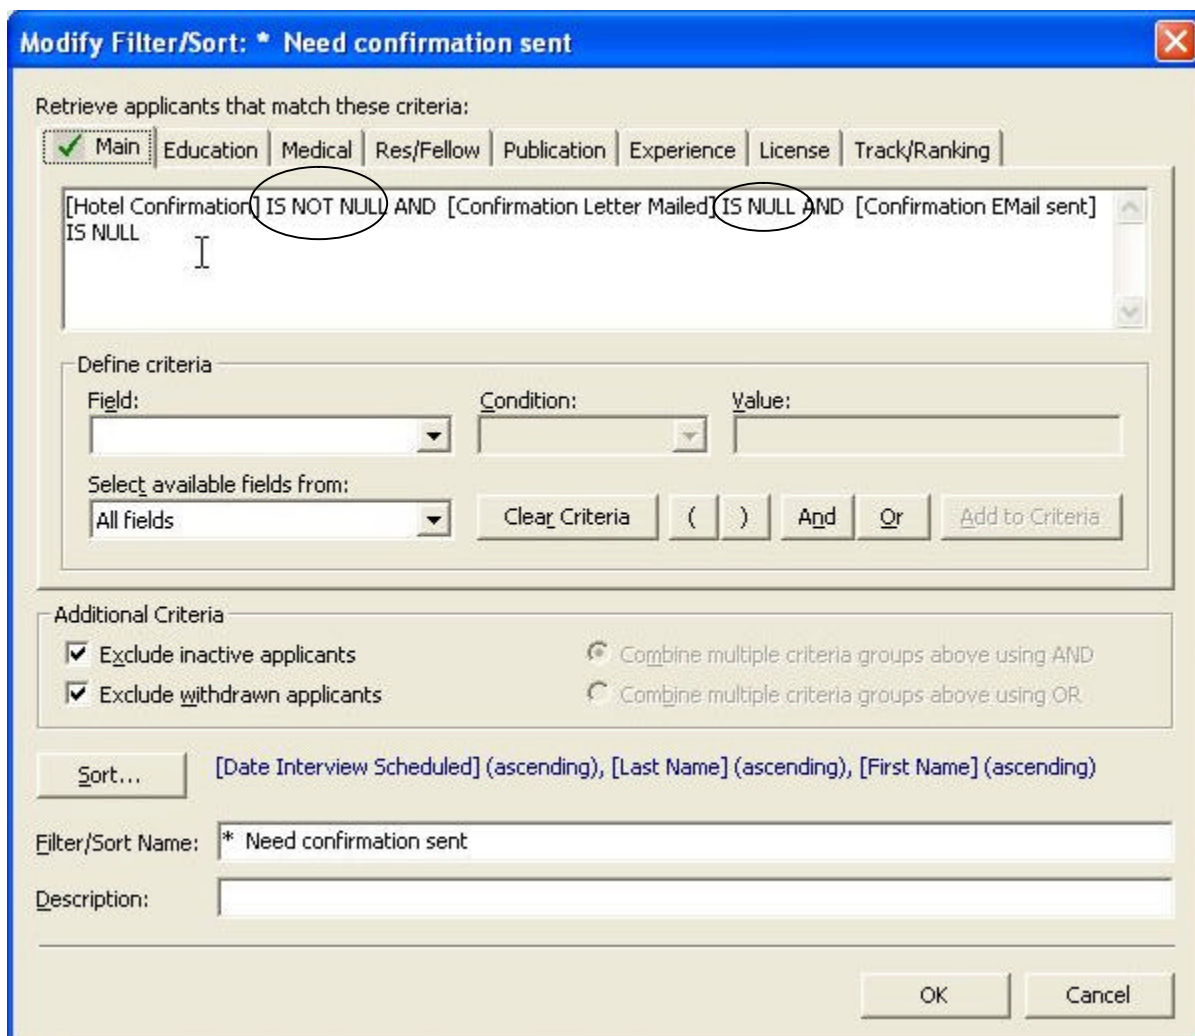 Modify Filter/Sort: *  Need confirmation sent
Retrieve applicants that match these criteria:
Main Education Medical Res/Fellow Publication Experience License Track/Ranking
[Hotel Confirmation] IS NOT NULL AND  [Confirmation Letter Mailed] IS NULL AND  [Confirmation EMail sent]
IS NULL
Define criteria
Field: Condition: Value:
Select available fields from:
All fields Clear Criteria ( ) And Or Add to Criteria
Additional Criteria
Exclude inactive applicants Combine multiple criteria groups above using AND
Exclude withdrawn applicants Combine multiple criteria groups above using OR
Sort... [Date Interview Scheduled] (ascending), [Last Name] (ascending), [First Name] (ascending)
Filter/Sort Name: *  Need confirmation sent
Description:
OK Cancel